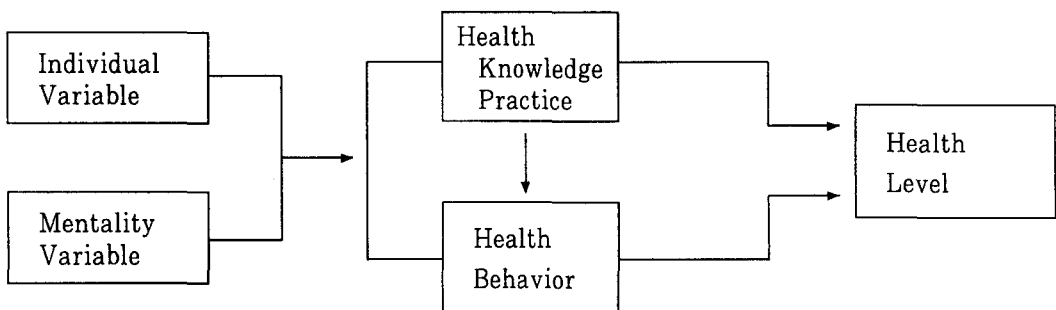 Individual
Variable
Mentality
Variable
Health
Knowledge
Practice
Health
Behavior
Health
Level